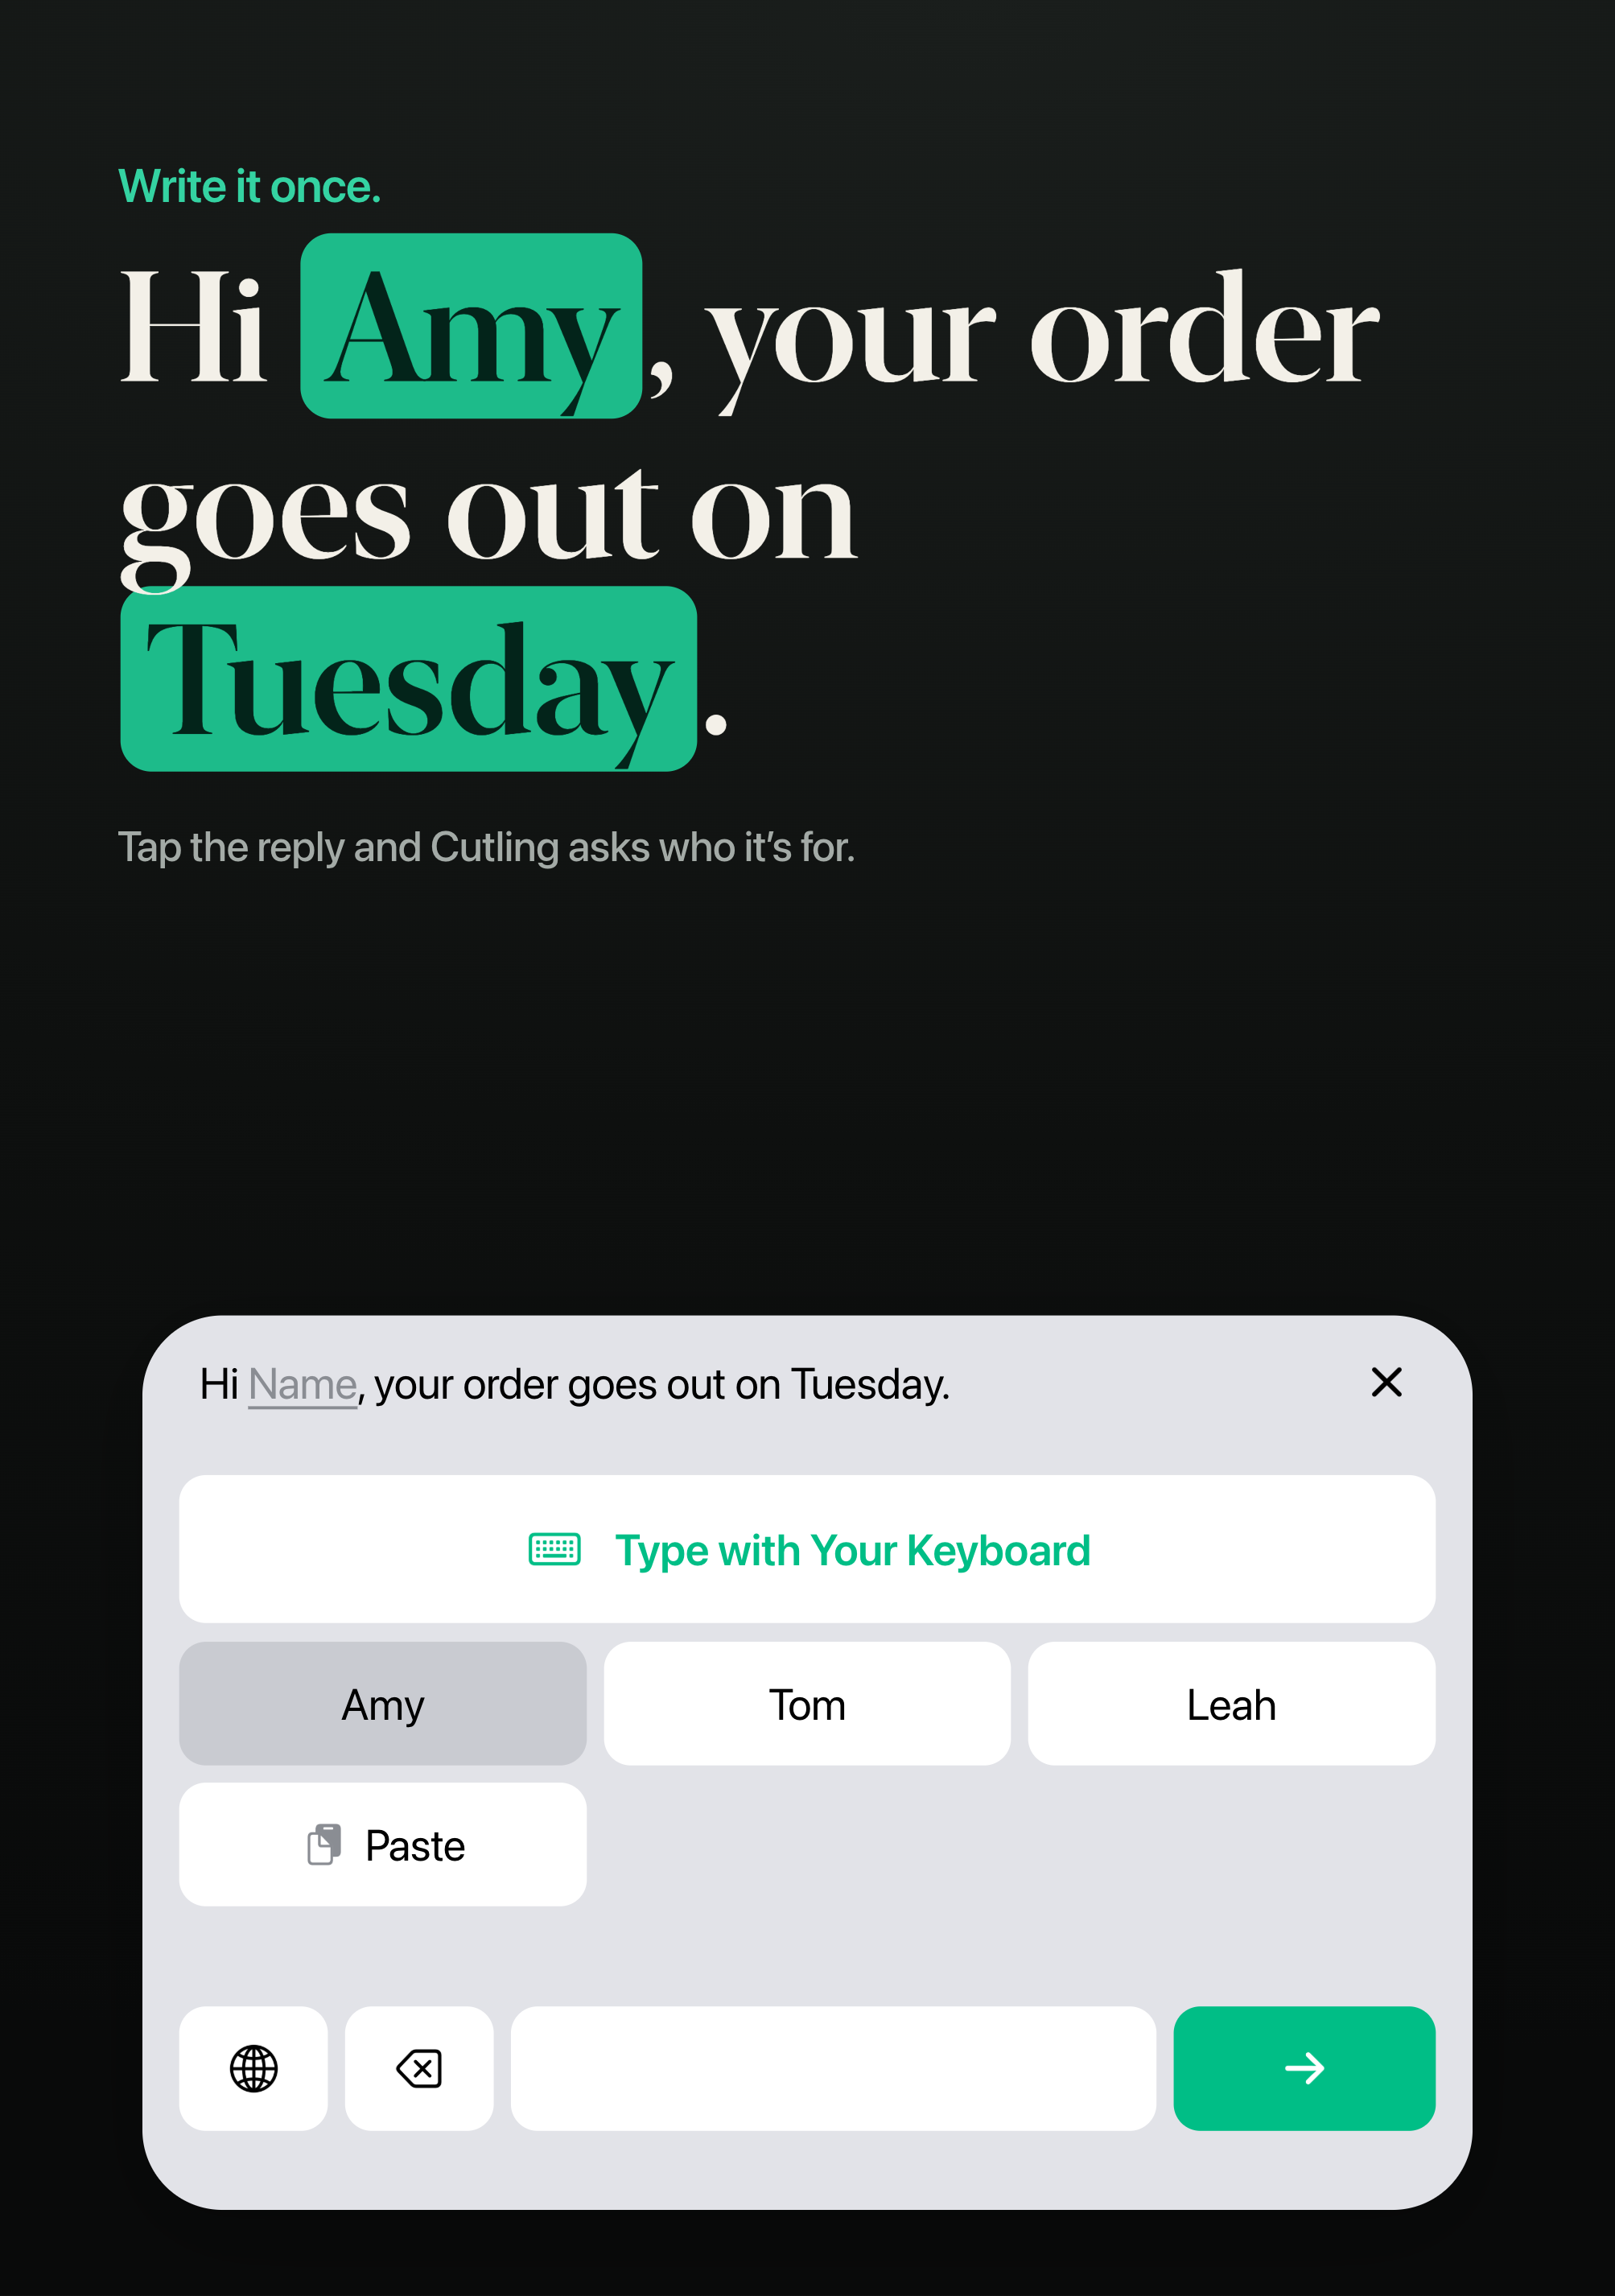 Write it once.
Hi Amy, your order
goes out on
Tuesday.
Tap the reply and Cutling asks who it’s for.
Hi Name, your order goes out on Tuesday.
Type with Your Keyboard
Amy
Tom
Leah
Paste